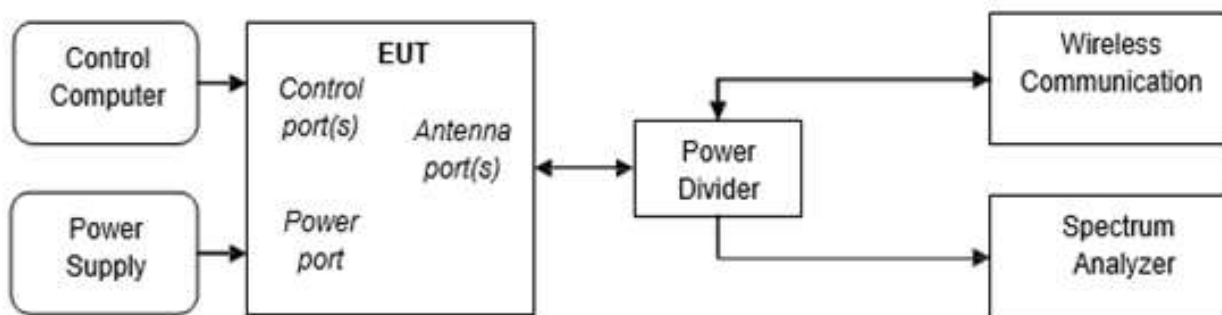 Control
Computer
Power
Supply
EUT
Control
port(s)
Antenna
port(s)
Power
port
Power
Divider
Wireless
Communication
Spectrum
Analyzer